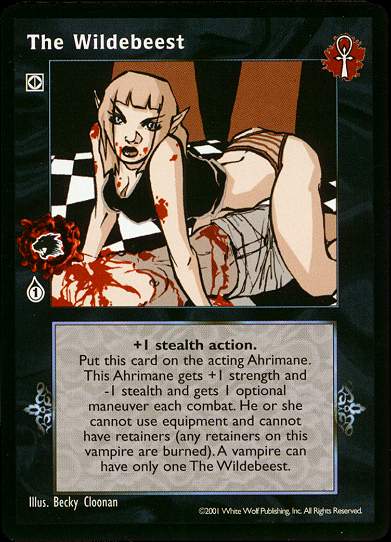 The Wildebeest
1
+1 stealth action.
Put this card on the acting Ahrimane.
This Ahrimane gets +1 strength and
-1 stealth and gets 1 optional
maneuver each combat. He or she
cannot use equipment and cannot
have retainers (any retainers on this
vampire are burned). A vampire can
have only one The Wildebeest.
Illus. Becky Cloonan
©2001 White Wolf Publishing, Inc. All Rights Reserved.